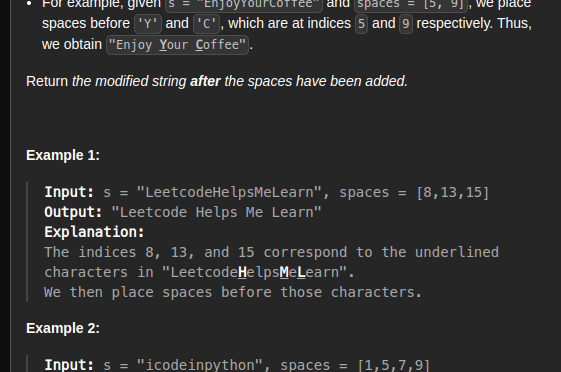 For example, given s = "EnjoyYourCoffee" and spaces = [5, 9], we place
spaces before 'Y' and 'C', which are at indices 5 and 9 respectively. Thus,
we obtain "Enjoy Your Coffee".
Return the modified string after the spaces have been added.
Example 1:
Input: s = "LeetcodeHelpsMeLearn", spaces = [8,13,15]
Output: "Leetcode Helps Me Learn"
Explanation:
The indices 8, 13, and 15 correspond to the underlined
characters in "LeetcodeHelpsMeLearn".
We then place spaces before those characters.
Example 2:
Input: s = "icodeinpython", spaces = [1,5,7,9]